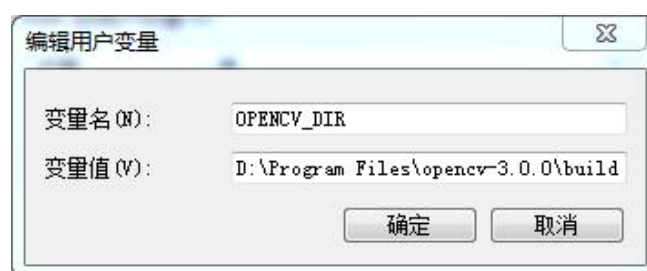 编辑用户变量
变量名(N):
OPENCV_DIR
变量值(V):
D:\Program Files\opencv-3.0.0\build
确定
取消